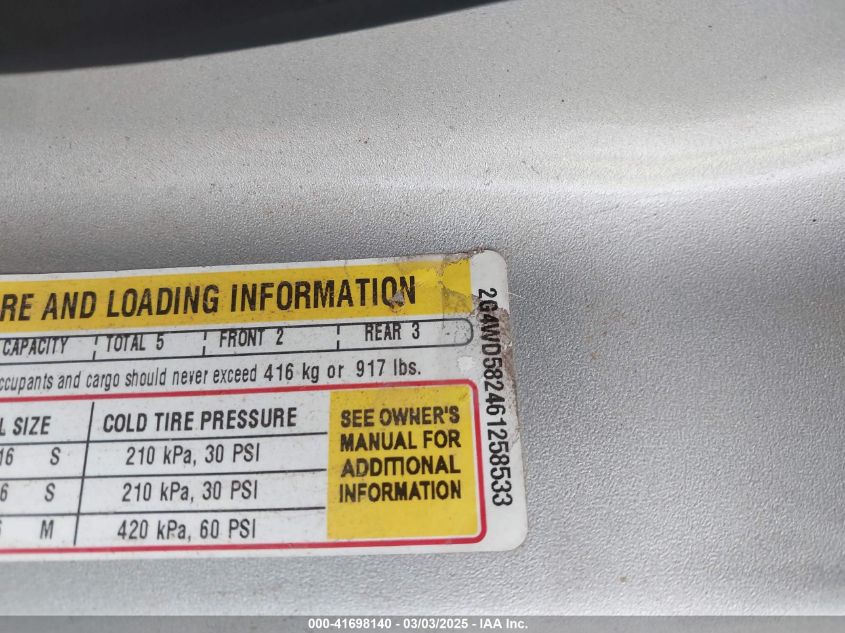 RE AND LOADING INFORMATION
CAPACITY TOTAL 5 FRONT 2 REAR 3
ccupants and cargo should never exceed 416 kg or 917 lbs.
L SIZE COLD TIRE PRESSURE
16 S 210 kPa, 30 PSI
6 S 210 kPa, 30 PSI
M 420 kPa, 60 PSI
SEE OWNER'S
MANUAL FOR
ADDITIONAL
INFORMATION
2G4WD582461258533
000-41698140 - 03/03/2025 - IAA Inc.